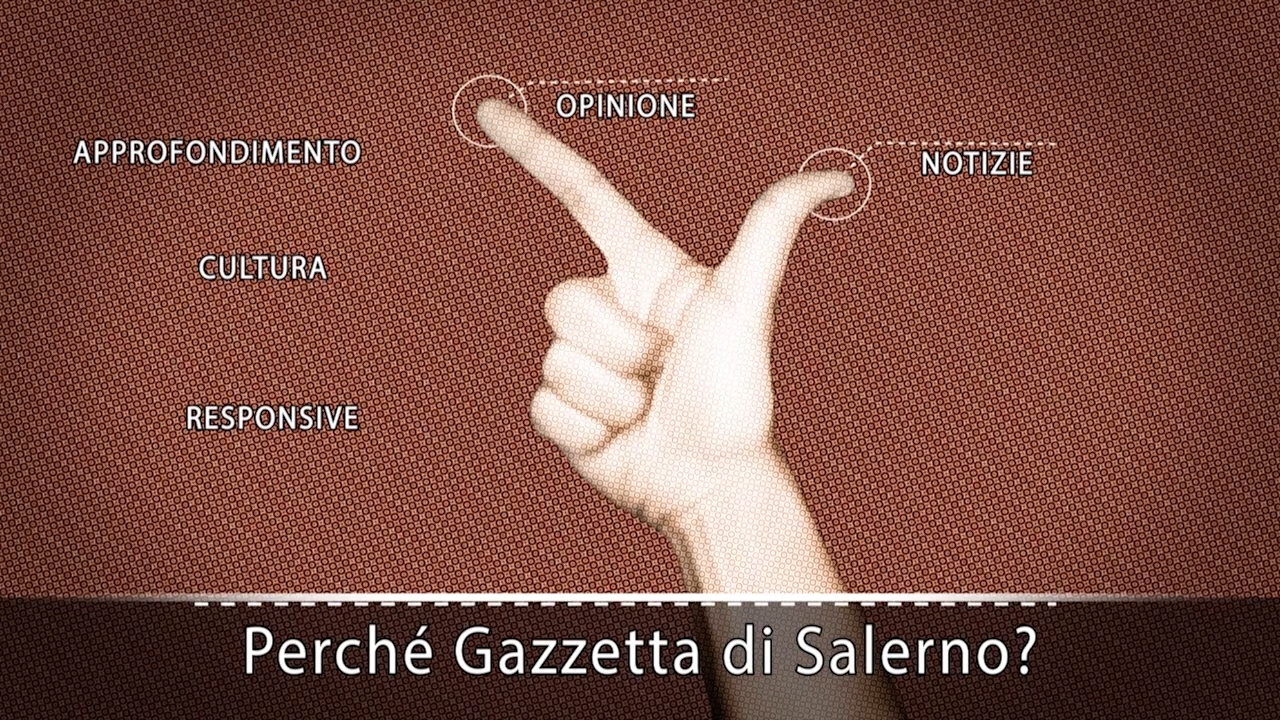 OPINIONE
APPROFONDIMENTO
NOTIZIE
CULTURA
RESPONSIVE
Perché Gazzetta di Salerno?